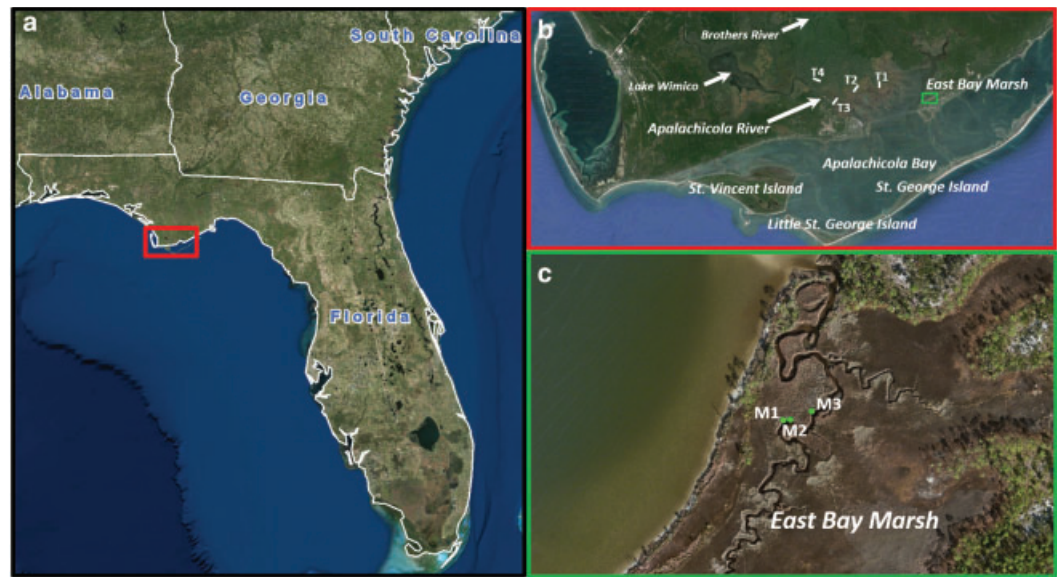 a
South Carolina
Alabama
Georgia
Florida
b
Brothers River
Lake Wimico
T4
T2
T1
T3
East Bay Marsh
Apalachicola River
Apalachicola Bay
St. Vincent Island
St. George Island
Little St. George Island
c
M1
M2
M3
East Bay Marsh